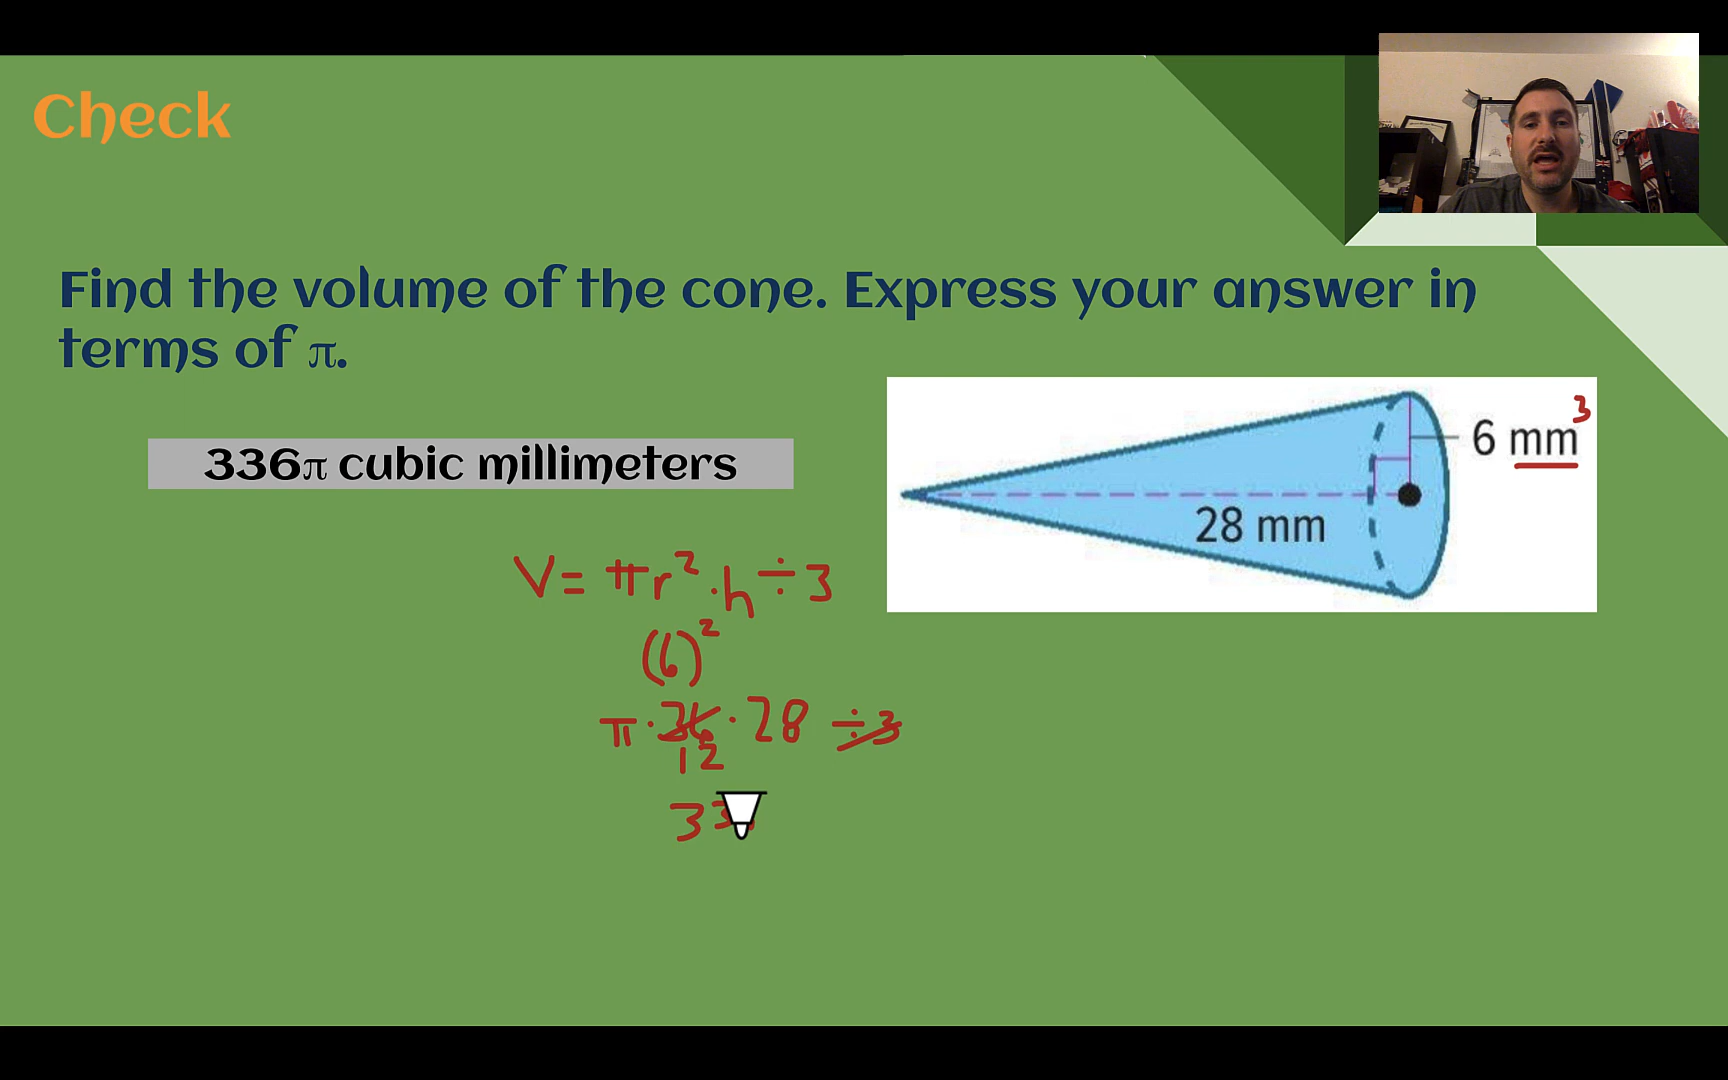 Check
Find the volume of the cone. Express your answer in
terms of π.
336π cubic millimeters
3
6 mm
28 mm
V = πr² · h ÷ 3
(6)²
π · 36 · 28 ÷ 3
12